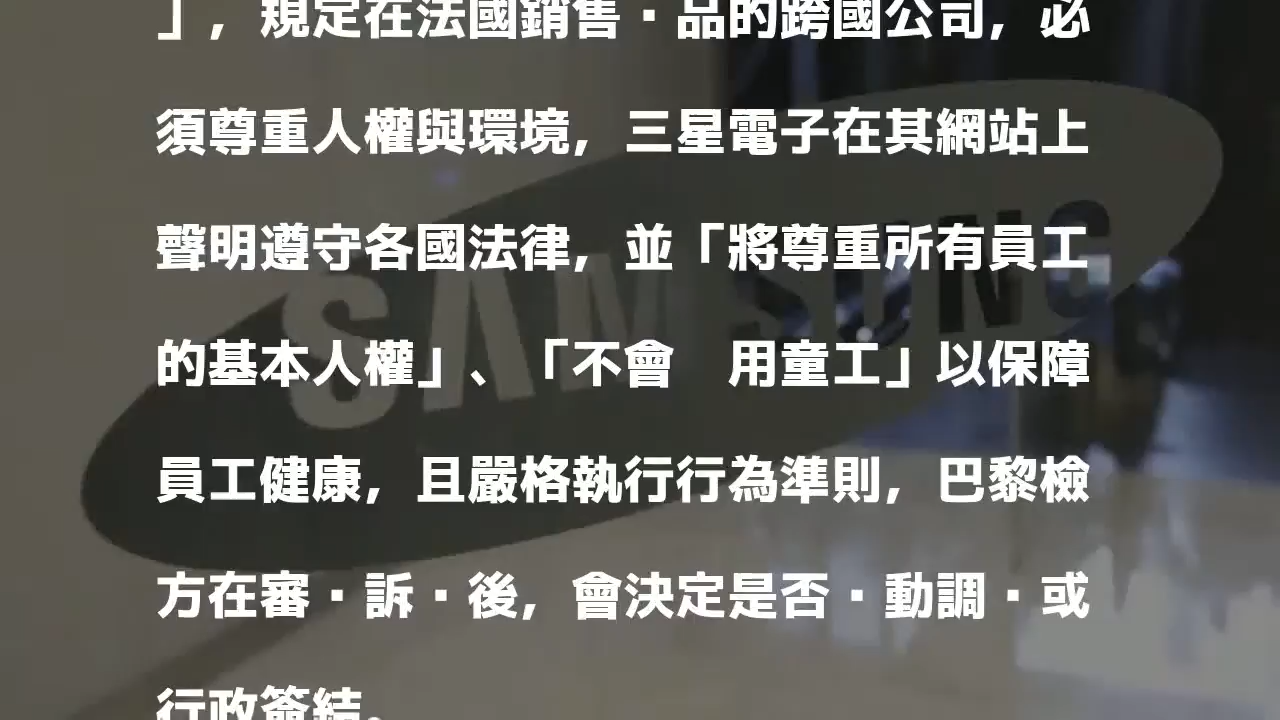 」，規定在法國銷售·品的跨國公司，必
須尊重人權與環境，三星電子在其網站上
聲明遵守各國法律，並「將尊重所有員工
的基本人權」、「不會　用童工」以保障
員工健康，且嚴格執行行為準則，巴黎檢
方在審·訴·後，會決定是否·動調·或
行政簽結。
SAMSUNG